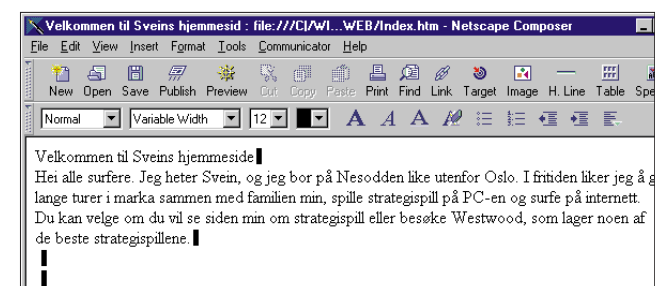 Velkommen til Sveins hjemmesid : file:///C|/WI...WEB/Index.htm - Netscape Composer
File Edit View Insert Format Tools Communicator Help
New Open Save Publish Preview Cut Copy Paste Print Find Link Target Image H. Line Table Spe
Normal Variable Width 12 A A A
Velkommen til Sveins hjemmeside
Hei alle surfere. Jeg heter Svein, og jeg bor på Nesodden like utenfor Oslo. I fritiden liker jeg å g
lange turer i marka sammen med familien min, spille strategispill på PC-en og surfe på internett.
Du kan velge om du vil se siden min om strategispill eller besøke Westwood, som lager noen af
de beste strategispillene.